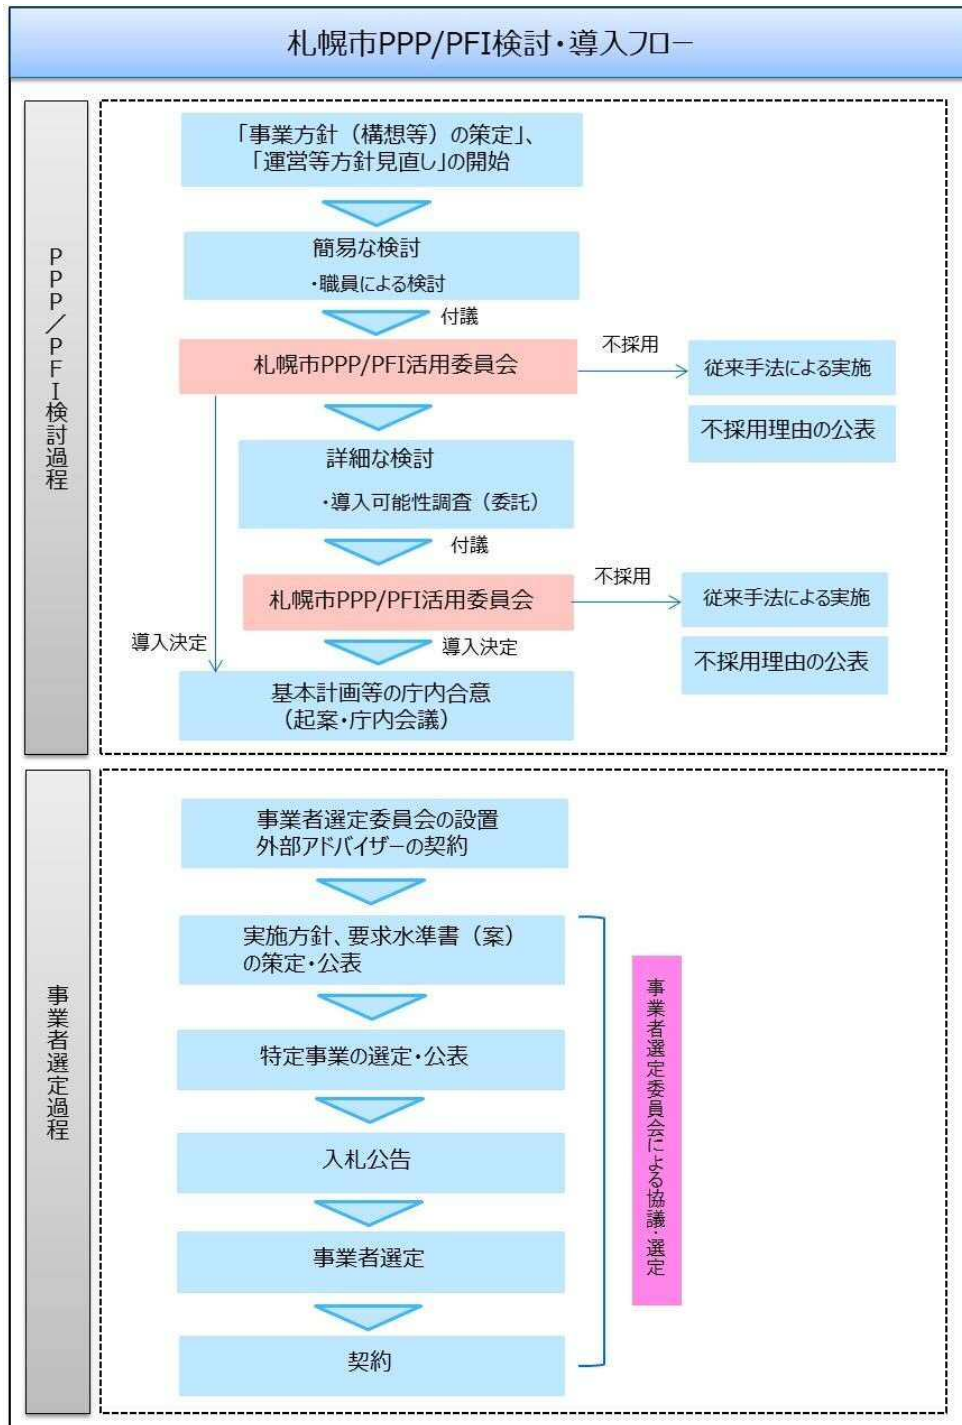 札幌市PPP/PFI検討・導入フロー
PPP/PFI検討過程
「事業方針（構想等）の策定」、
「運営等方針見直し」の開始
簡易な検討
・職員による検討
付議
札幌市PPP/PFI活用委員会
不採用
従来手法による実施
不採用理由の公表
詳細な検討
・導入可能性調査（委託）
付議
札幌市PPP/PFI活用委員会
不採用
従来手法による実施
不採用理由の公表
導入決定
導入決定
基本計画等の庁内合意
（起案・庁内会議）
事業者選定過程
事業者選定委員会の設置
外部アドバイザーの契約
実施方針、要求水準書（案）
の策定・公表
特定事業の選定・公表
入札公告
事業者選定
契約
事業者選定委員会による協議・選定